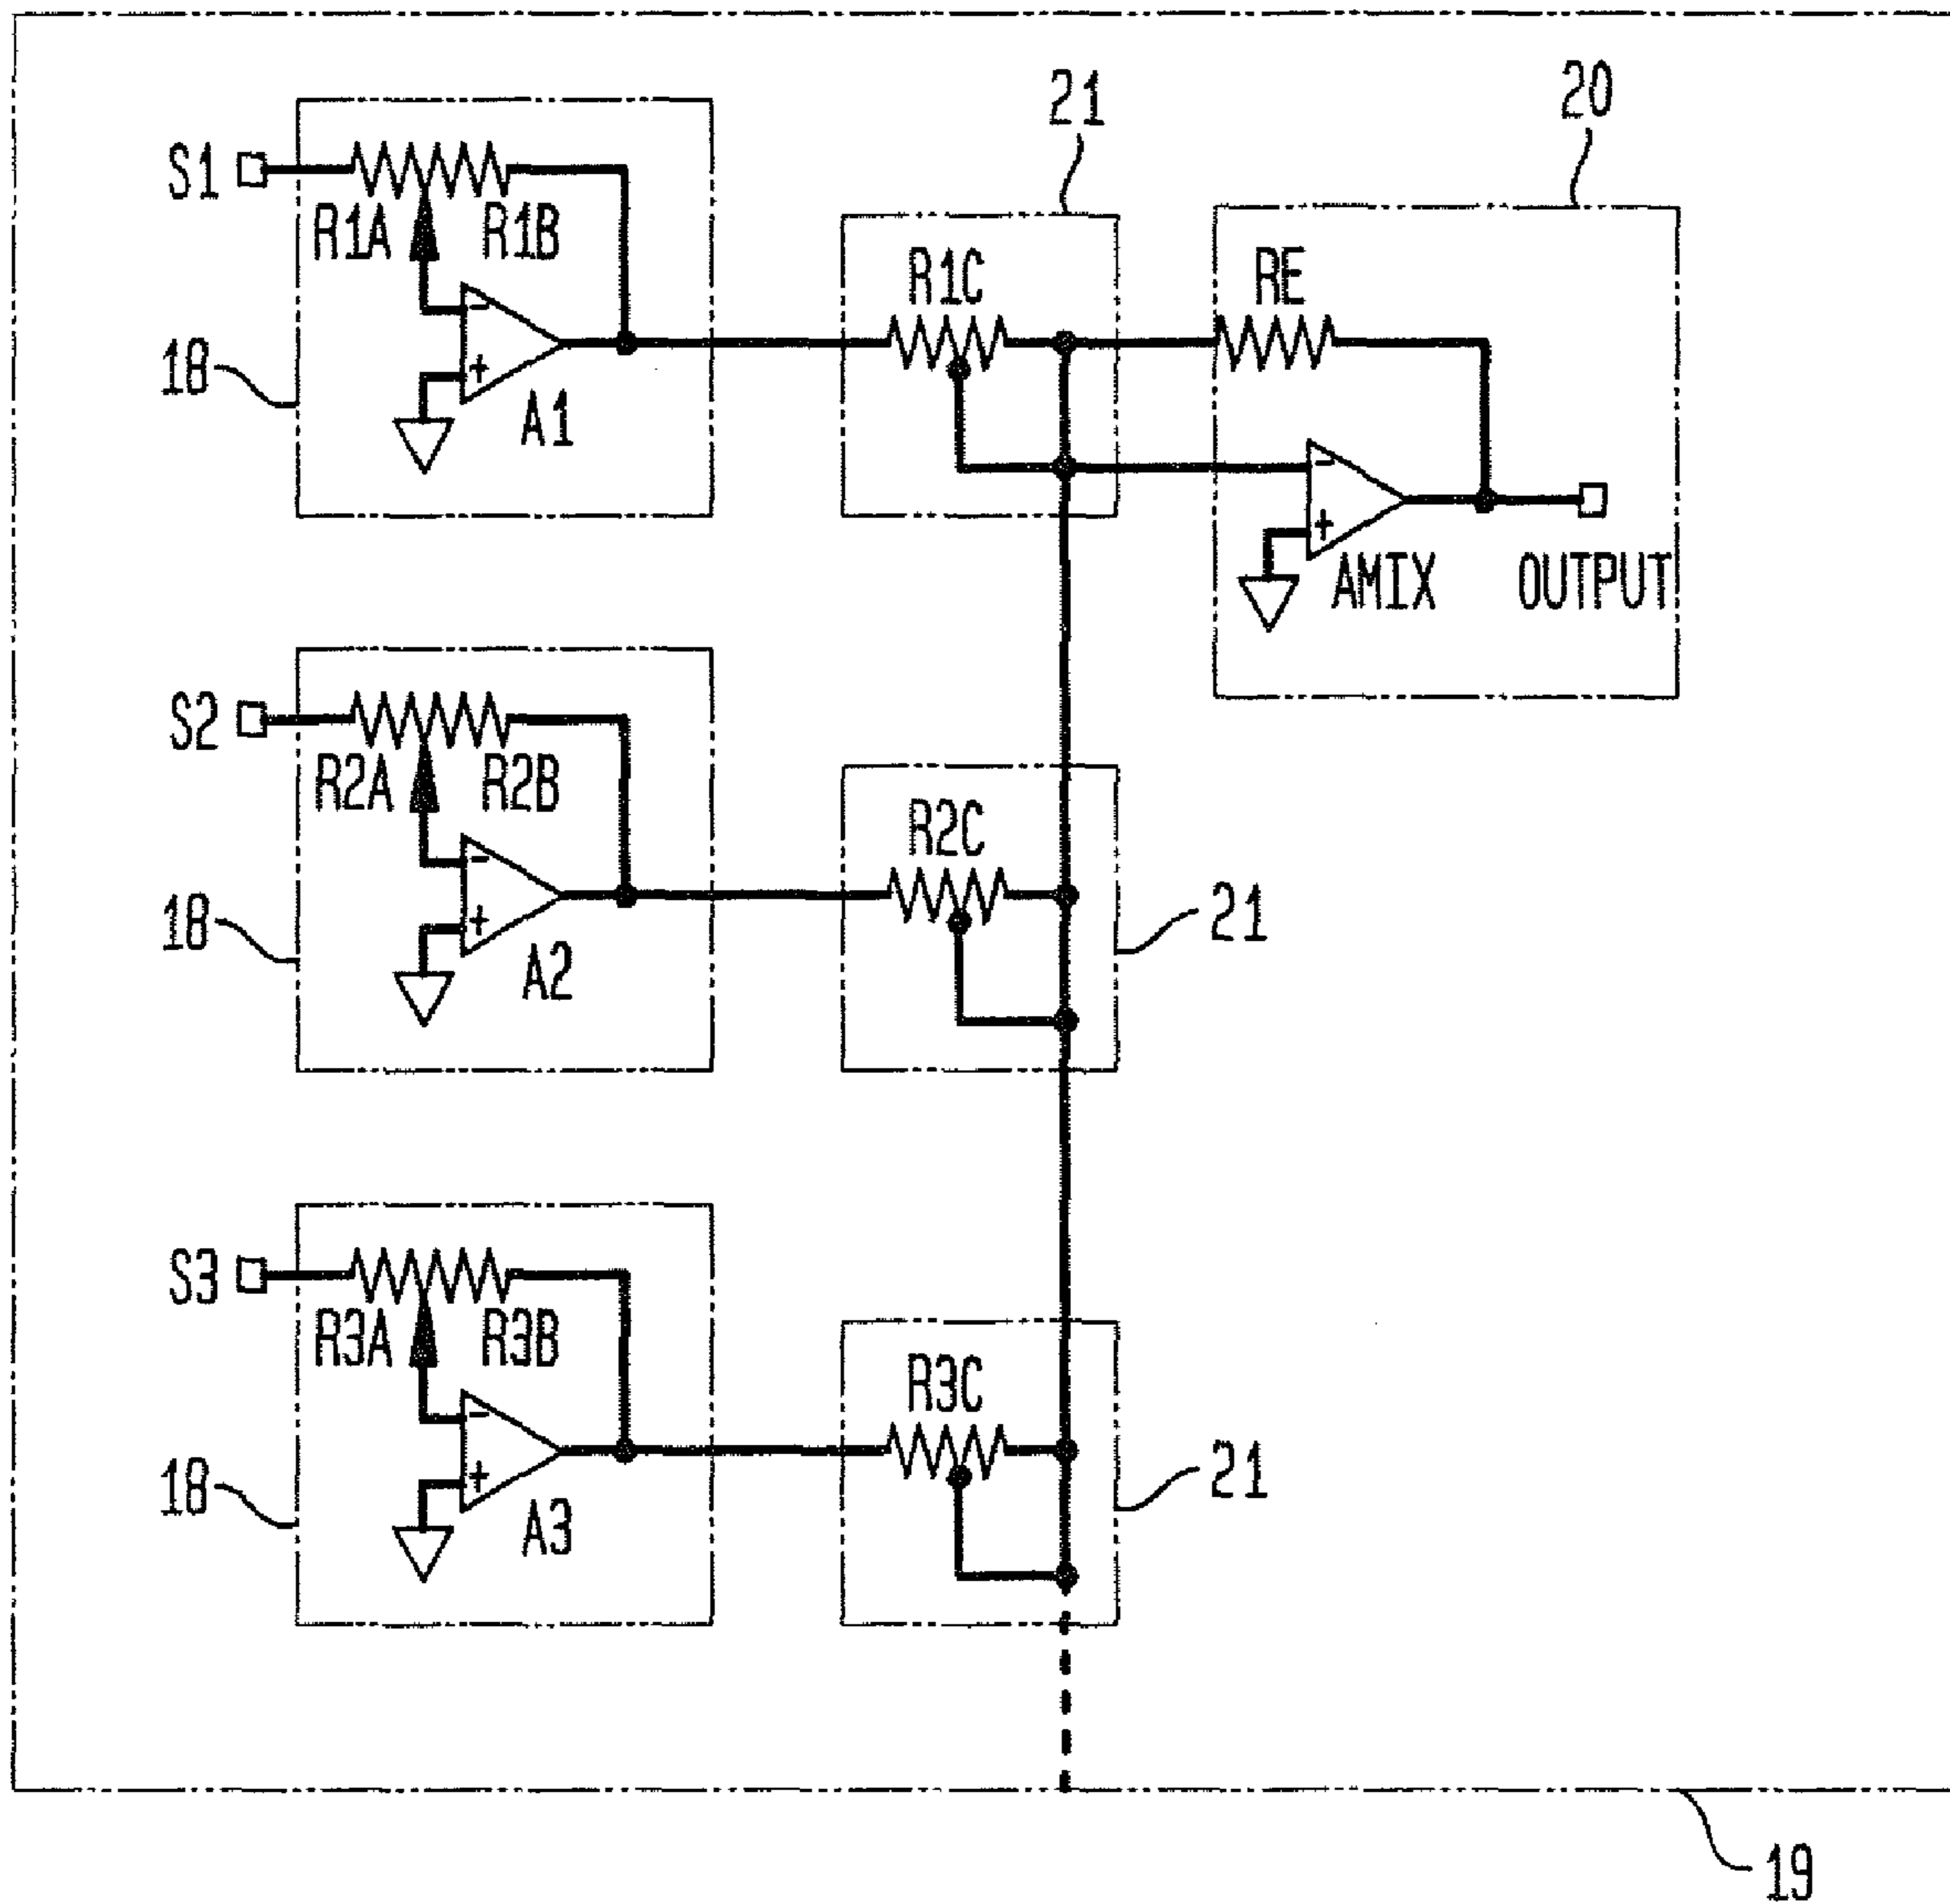 21
20
S1
R1A
R1B
R1C
RE
-
+
18
A1
-
+
AMIX
OUTPUT
S2
R2A
R2B
R2C
-
+
18
A2
21
S3
R3A
R3B
R3C
-
+
18
A3
21
19